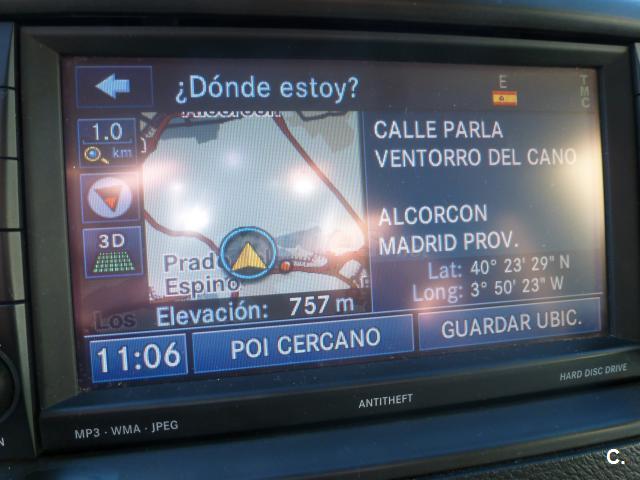 ¿Dónde estoy?
E
TMC
1.0
km
CALLE PARLA
VENTORRO DEL CANO
3D
ALCORCON
MADRID PROV.
Prado
Espino
Lat: 40° 23' 29" N
Long: 3° 50' 23" W
Los
Elevación: 757 m
11:06
POI CERCANO
GUARDAR UBIC.
MP3 · WMA · JPEG
ANTITHEFT
HARD DISC DRIVE
N
C.